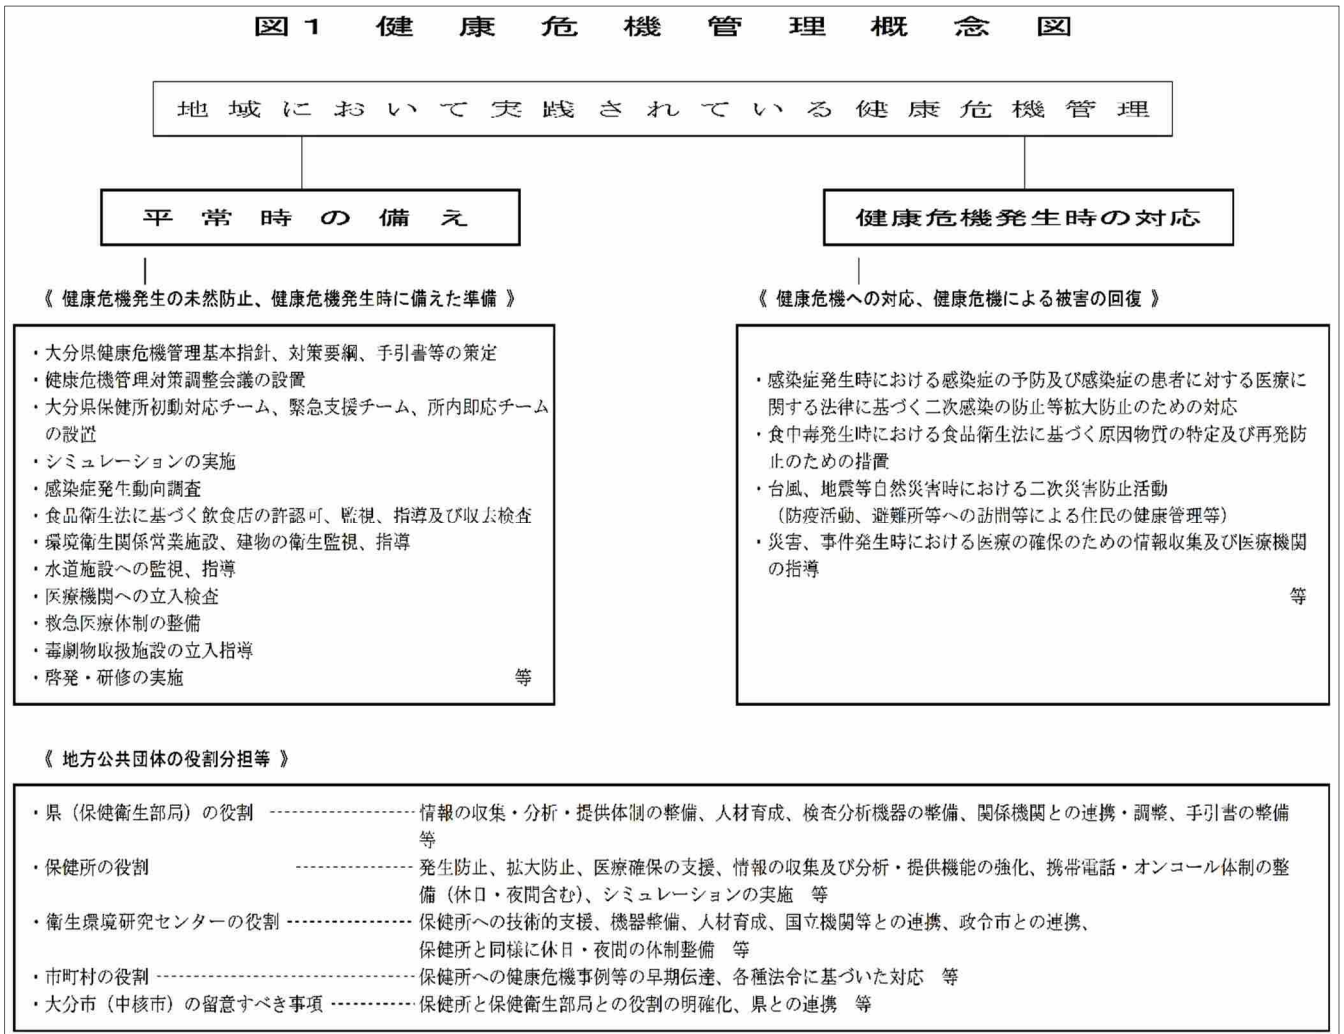 図1 健康危機管理概念図
地域において実践されている健康危機管理
平常時の備え
《 健康危機発生の未然防止、健康危機発生時に備えた準備 》
・大分県健康危機管理基本指針、対策要綱、手引書等の策定
・健康危機管理対策調整会議の設置
・大分県保健所初動対応チーム、緊急支援チーム、所内即応チーム
の設置
・シミュレーションの実施
・感染症発生動向調査
・食品衛生法に基づく飲食店の許認可、監視、指導及び収去検査
・環境衛生関係営業施設、建物の衛生監視、指導
・水道施設への監視、指導
・医療機関への立入検査
・救急医療体制の整備
・毒劇物取扱施設の立入指導
・啓発・研修の実施 等
健康危機発生時の対応
《 健康危機への対応、健康危機による被害の回復 》
・感染症発生時における感染症の予防及び感染症の患者に対する医療に
関する法律に基づく二次感染の防止等拡大防止のための対応
・食中毒発生時における食品衛生法に基づく原因物質の特定及び再発防
止のための措置
・台風、地震等自然災害時における二次災害防止活動
（防疫活動、避難所等への訪問等による住民の健康管理等）
・災害、事件発生時における医療の確保のための情報収集及び医療機関
の指導
等
《 地方公共団体の役割分担等 》
・県（保健衛生部局）の役割 ---------------- 情報の収集・分析・提供体制の整備、人材育成、検査分析機器の整備、関係機関との連携・調整、手引書の整備
等
・保健所の役割 ------------- 発生防止、拡大防止、医療確保の支援、情報の収集及び分析・提供機能の強化、携帯電話・オンコール体制の整
備（休日・夜間含む）、シミュレーションの実施 等
・衛生環境研究センターの役割 -------------- 保健所への技術的支援、機器整備、人材育成、国立機関等との連携、政令市との連携、
保健所と同様に休日・夜間の体制整備 等
・市町村の役割 ----------------------------- 保健所への健康危機事例等の早期伝達、各種法令に基づいた対応 等
・大分市（中核市）の留意すべき事項 ---------- 保健所と保健衛生部局との役割の明確化、県との連携 等